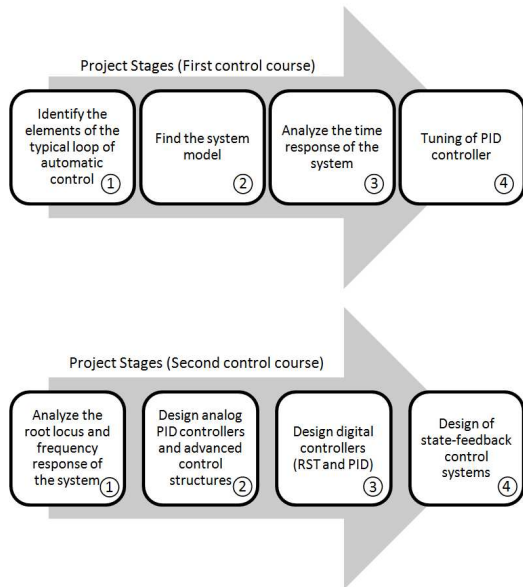 Project Stages (First control course)
Identify the
elements of the
typical loop of
automatic
control
①
Find the system
model
②
Analyze the time
response of the
system
③
Tuning of PID
controller
④
Project Stages (Second control course)
Analyze the
root locus and
frequency
response of
the system
①
Design analog
PID controllers
and advanced
control
structures
②
Design digital
controllers
(RST and PID)
③
Design of
state-feedback
control
systems
④